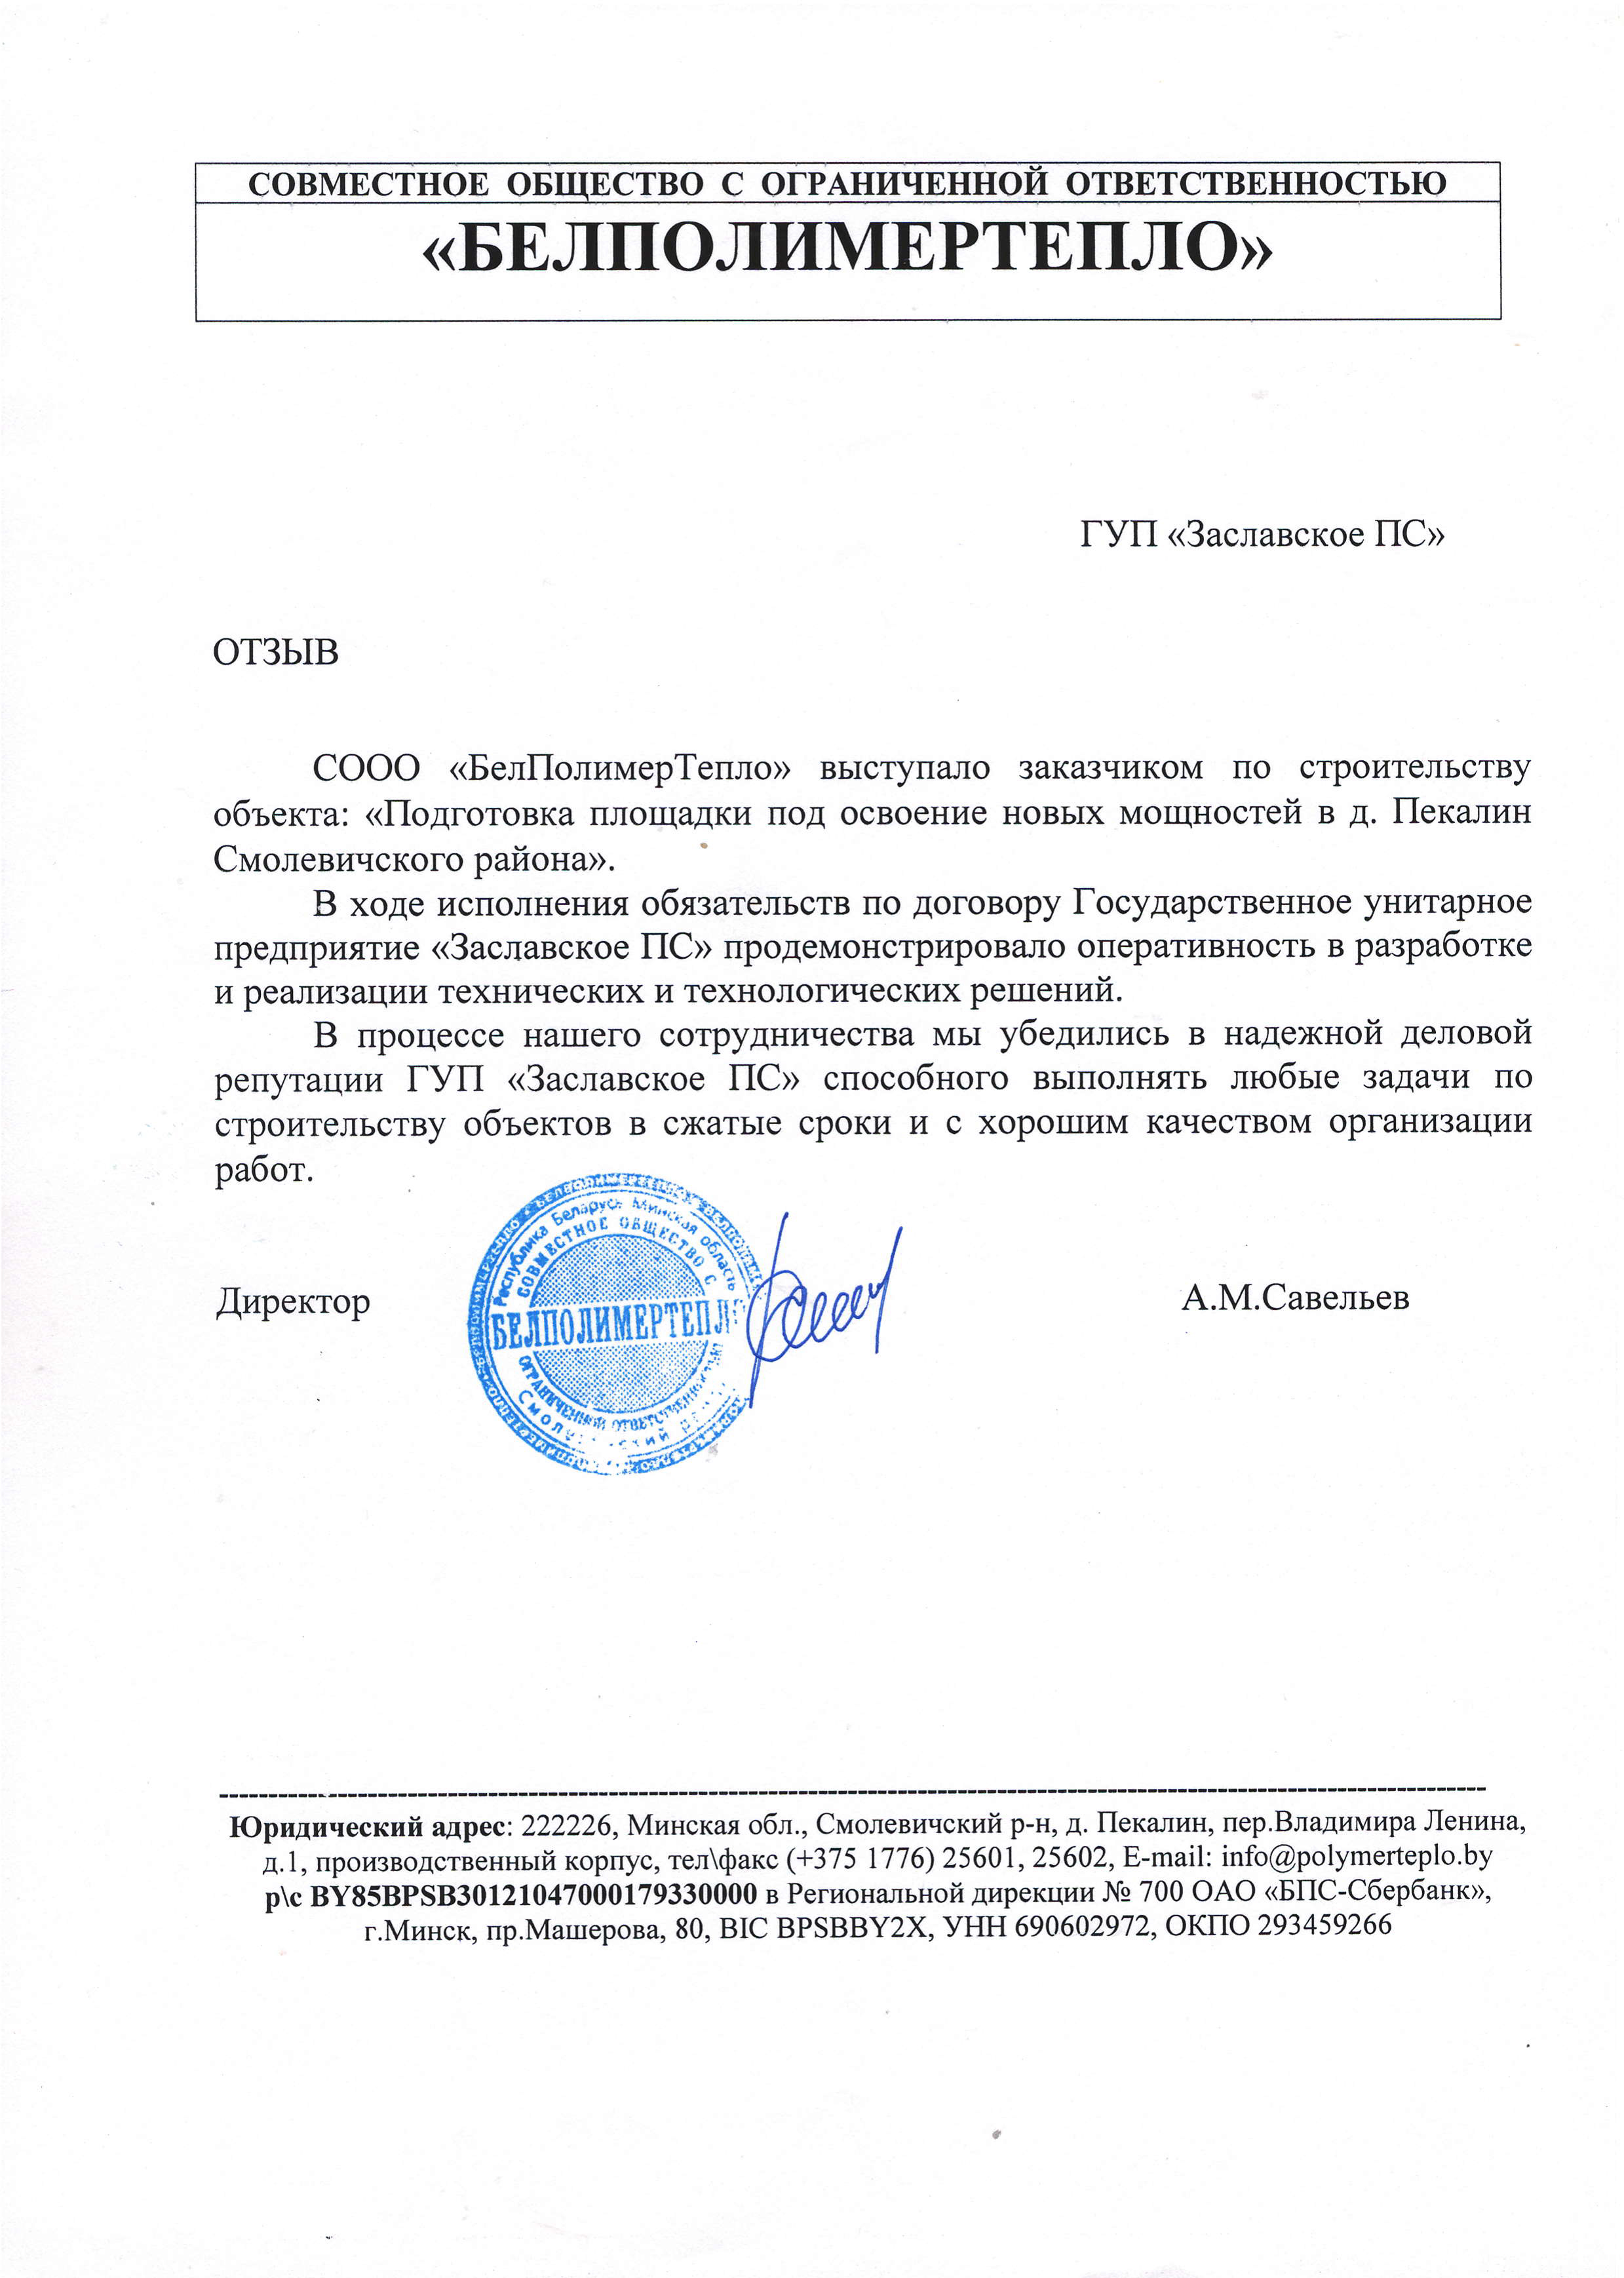 СОВМЕСТНОЕ ОБЩЕСТВО С ОГРАНИЧЕННОЙ ОТВЕТСТВЕННОСТЬЮ
«БЕЛПОЛИМЕРТЕПЛО»
ГУП «Заславское ПС»
ОТЗЫВ
СООО «БелПолимерТепло» выступало заказчиком по строительству
объекта: «Подготовка площадки под освоение новых мощностей в д. Пекалин
Смолевичского района».
В ходе исполнения обязательств по договору Государственное унитарное
предприятие «Заславское ПС» продемонстрировало оперативность в разработке
и реализации технических и технологических решений.
В процессе нашего сотрудничества мы убедились в надежной деловой
репутации ГУП «Заславское ПС» способного выполнять любые задачи по
строительству объектов в сжатые сроки и с хорошим качеством организации
работ.
Республика Беларусь Минская область
СОВМЕСТНОЕ ОБЩЕСТВО С
БЕЛПОЛИМЕРТЕПЛО
ОГРАНИЧЕННОЙ ОТВЕТСТВЕННОСТЬЮ
Директор
А.М.Савельев
Юридический адрес: 222226, Минская обл., Смолевичский р-н, д. Пекалин, пер.Владимира Ленина,
д.1, производственный корпус, тел\факс (+375 1776) 25601, 25602, E-mail: info@polymerteplo.by
р\с BY85BPSB30121047000179330000 в Региональной дирекции № 700 ОАО «БПС-Сбербанк»,
г.Минск, пр.Машерова, 80, BIC BPSBBY2X, УНН 690602972, ОКПО 293459266